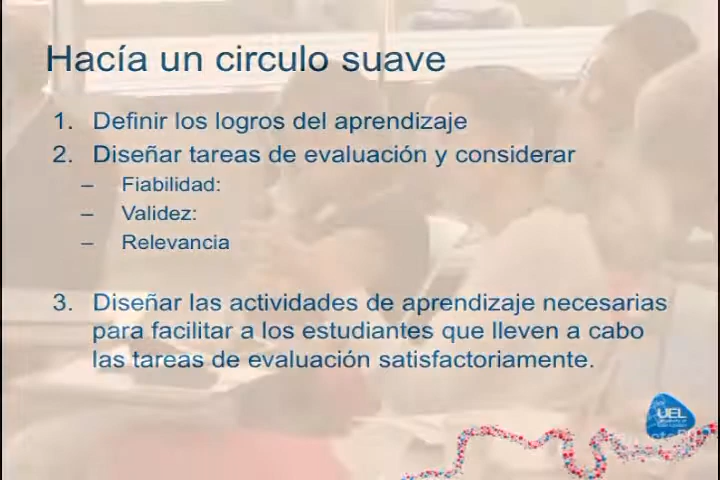 Hacía un circulo suave
1. Definir los logros del aprendizaje
2. Diseñar tareas de evaluación y considerar
– Fiabilidad:
– Validez:
– Relevancia
3. Diseñar las actividades de aprendizaje necesarias
para facilitar a los estudiantes que lleven a cabo
las tareas de evaluación satisfactoriamente.
UEL